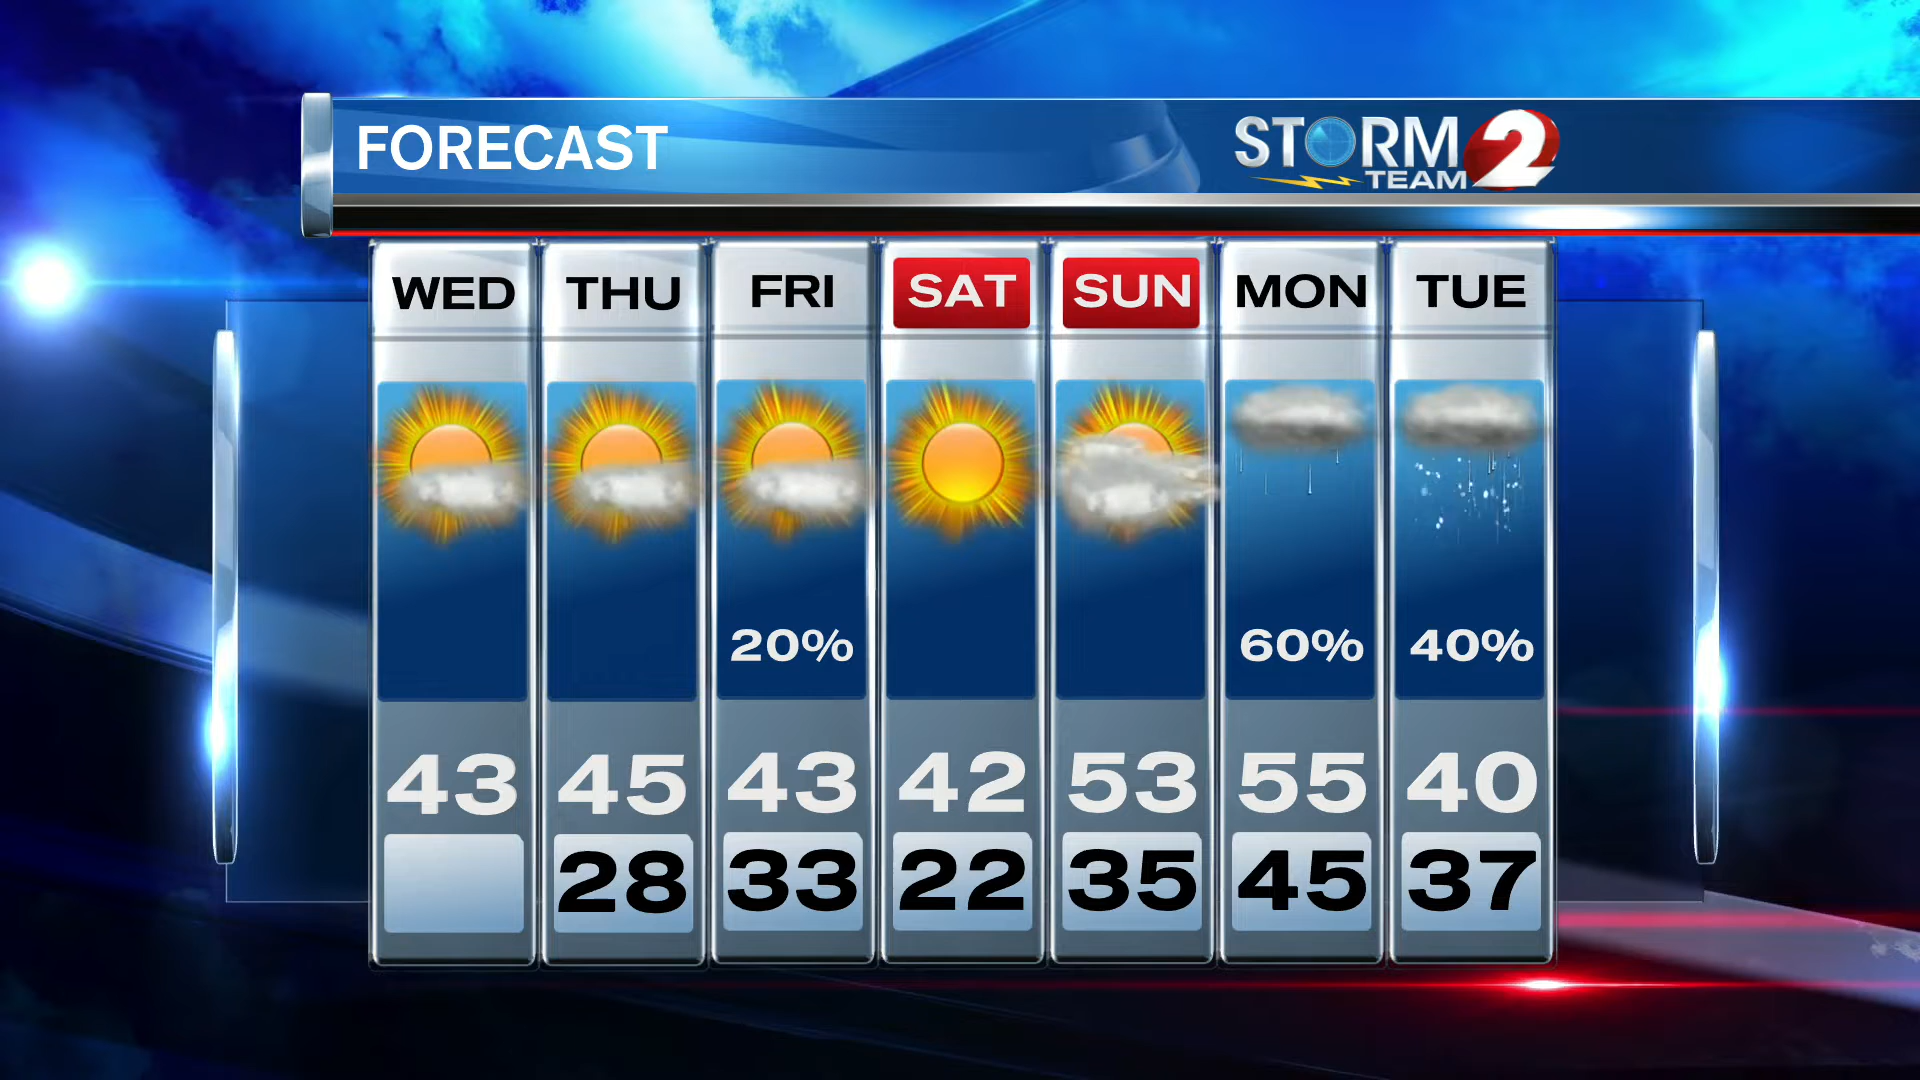 FORECAST
STORM
TEAM 2
WED THU FRI SAT SUN MON TUE
20% 60% 40%
43 45 43 42 53 55 40
28 33 22 35 45 37